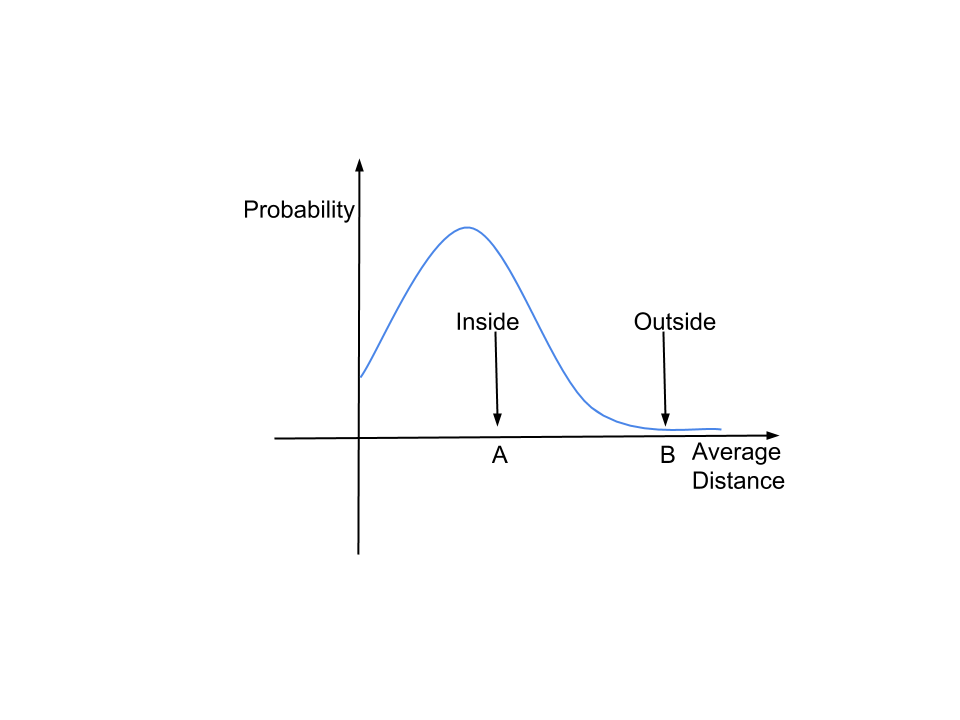 Probability
Inside
Outside
A
B
Average
Distance